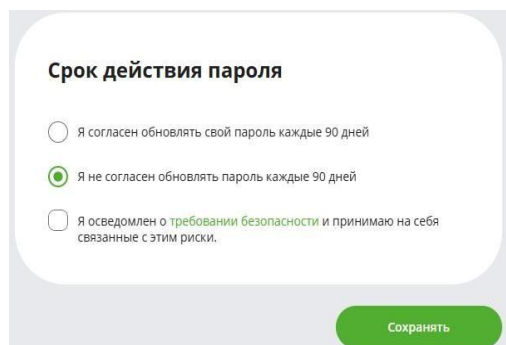 Срок действия пароля
Я согласен обновлять свой пароль каждые 90 дней
Я не согласен обновлять пароль каждые 90 дней
Я осведомлен о требовании безопасности и принимаю на себя
связанные с этим риски.
Сохранять